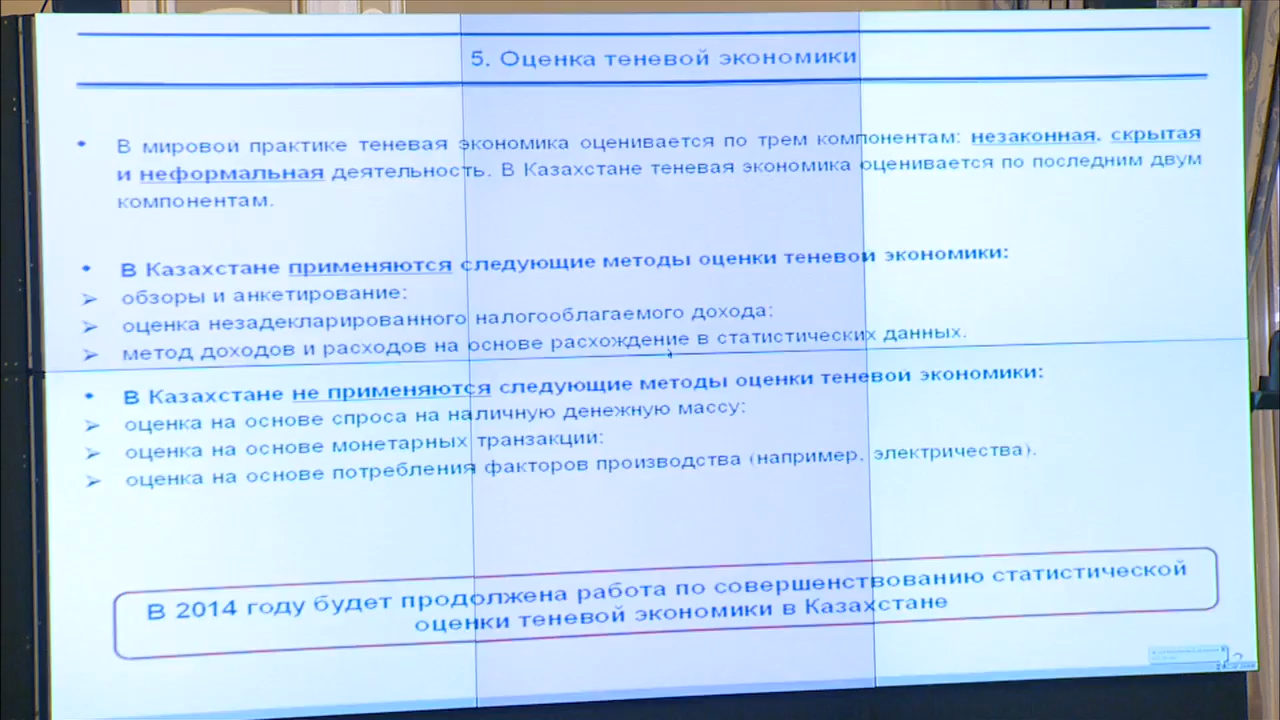 5. Оценка теневой экономики
• В мировой практике теневая экономика оценивается по трем компонентам: незаконная, скрытая
и неформальная деятельность. В Казахстане теневая экономика оценивается по последним двум
компонентам.
• В Казахстане применяются следующие методы оценки теневой экономики:
➢ обзоры и анкетирование;
➢ оценка незадекларированного налогооблагаемого дохода;
➢ метод доходов и расходов на основе расхождение в статистических данных.
• В Казахстане не применяются следующие методы оценки теневой экономики:
➢ оценка на основе спроса на наличную денежную массу;
➢ оценка на основе монетарных транзакций;
➢ оценка на основе потребления факторов производства (например, электричества).
В 2014 году будет продолжена работа по совершенствованию статистической
оценки теневой экономики в Казахстане